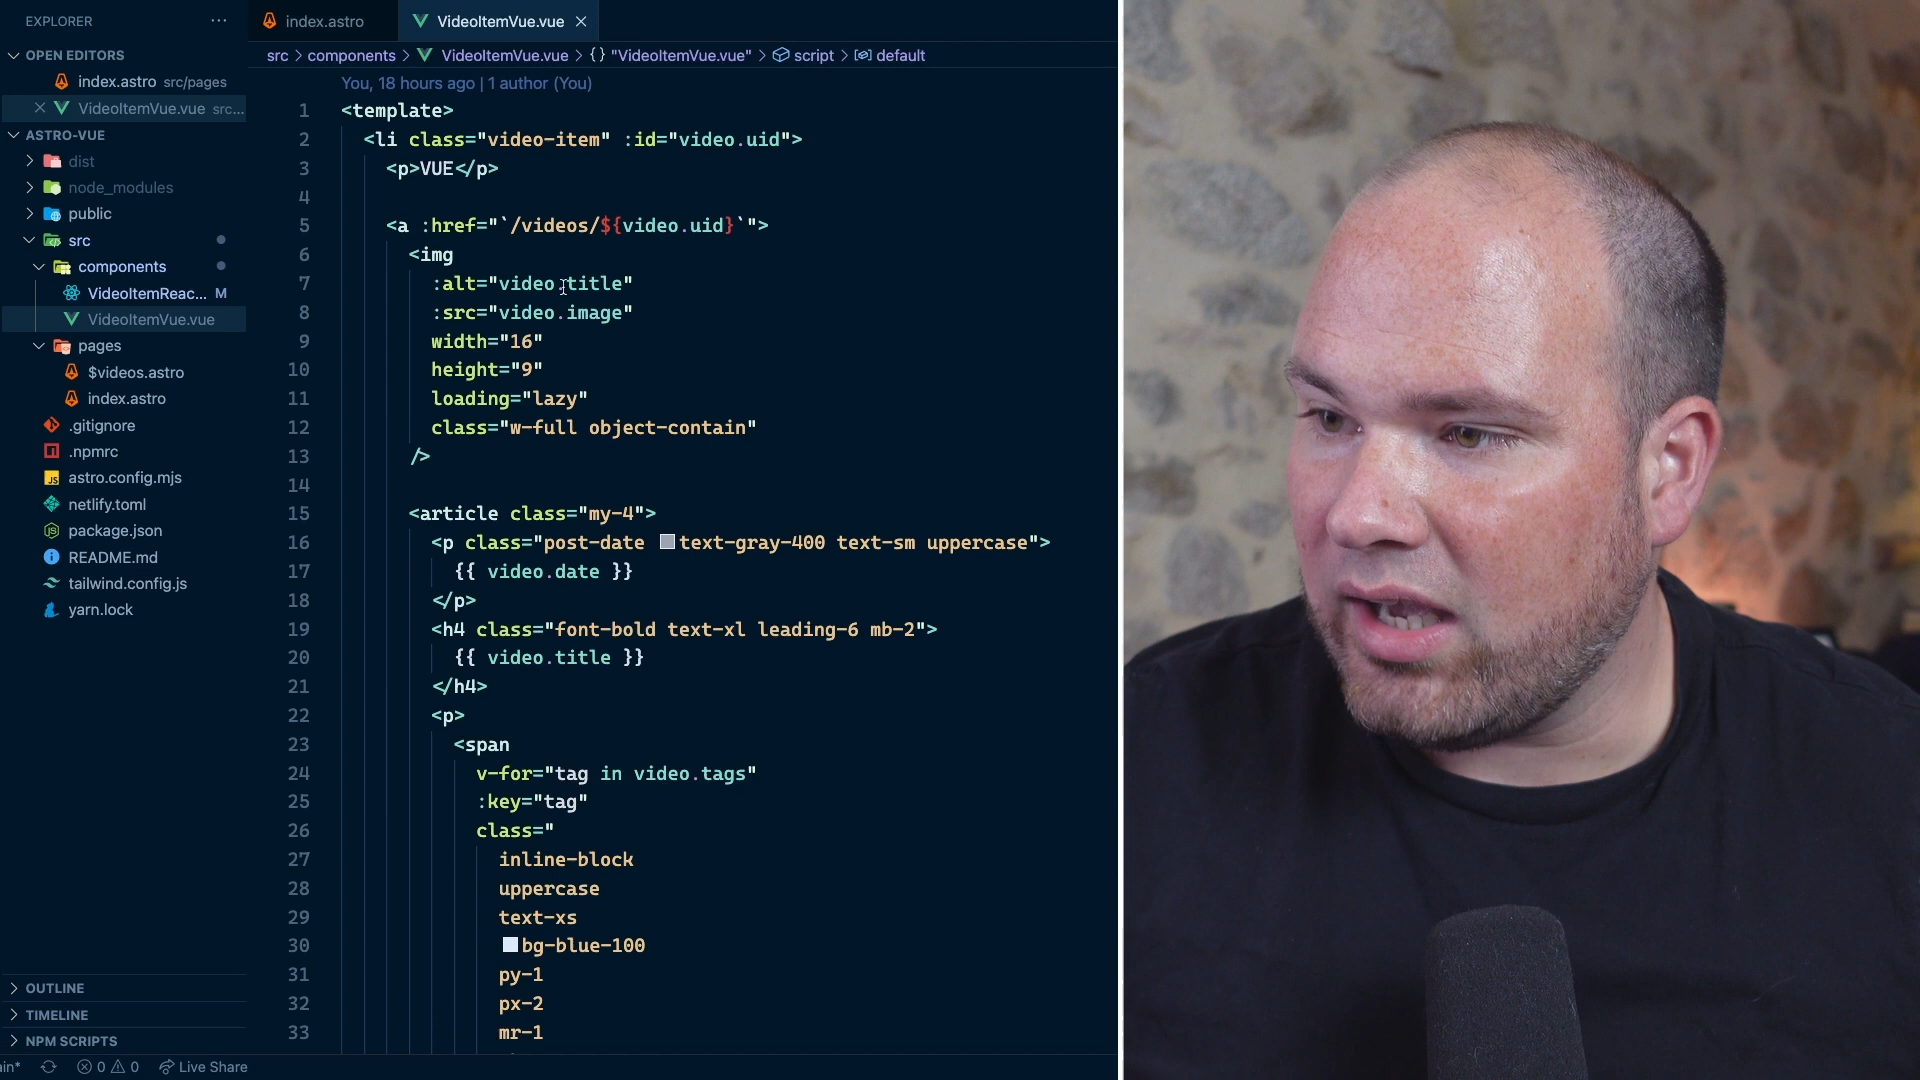 EXPLORER
OPEN EDITORS
index.astro src/pages
VideoItemVue.vue src...
ASTRO-VUE
dist
node_modules
public
src
components
VideoItemReac... M
VideoItemVue.vue
pages
$videos.astro
index.astro
.gitignore
.npmrc
astro.config.mjs
netlify.toml
package.json
README.md
tailwind.config.js
yarn.lock
OUTLINE
TIMELINE
NPM SCRIPTS
ain* 0 0 Live Share
index.astro VideoItemVue.vue
src > components > VideoItemVue.vue > {} "VideoItemVue.vue" > script > default
You, 18 hours ago | 1 author (You)
1 <template>
2 <li class="video-item" :id="video.uid">
3 <p>VUE</p>
4
5 <a :href="`/videos/${video.uid}`">
6 <img
7 :alt="video.title"
8 :src="video.image"
9 width="16"
10 height="9"
11 loading="lazy"
12 class="w-full object-contain"
13 />
14
15 <article class="my-4">
16 <p class="post-date text-gray-400 text-sm uppercase">
17 {{ video.date }}
18 </p>
19 <h4 class="font-bold text-xl leading-6 mb-2">
20 {{ video.title }}
21 </h4>
22 <p>
23 <span
24 v-for="tag in video.tags"
25 :key="tag"
26 class="
27 inline-block
28 uppercase
29 text-xs
30 bg-blue-100
31 py-1
32 px-2
33 mr-1